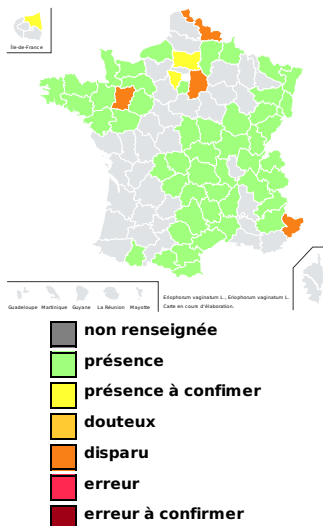 Île-de-France
Guadeloupe Martinique Guyane La Réunion Mayotte
Eriophorum vaginatum L., Eriophorum vaginatum L.
Carte en cours d'élaboration.
non renseignée
présence
présence à confimer
douteux
disparu
erreur
erreur à confirmer